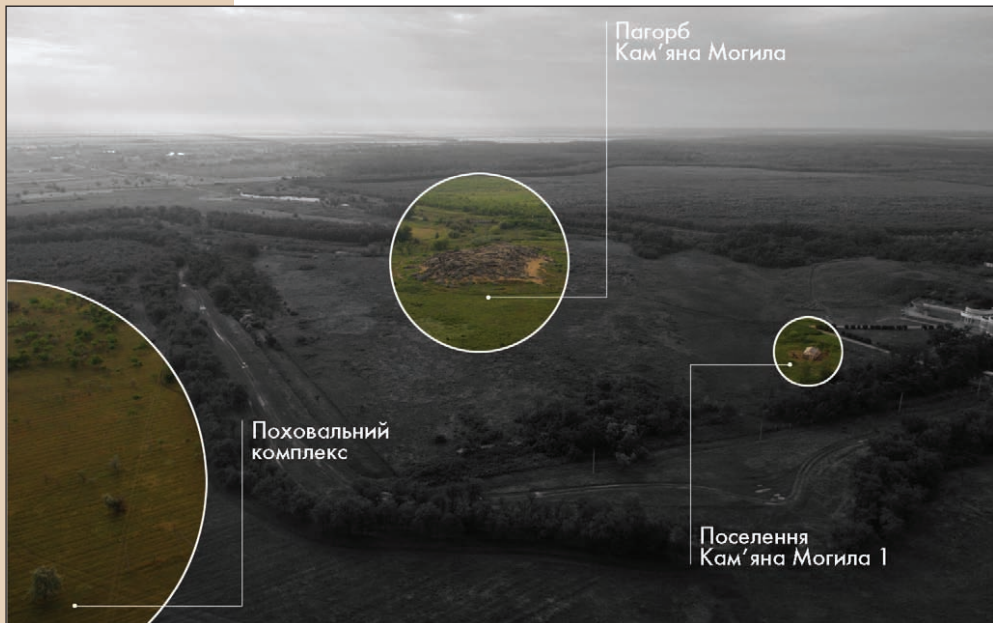 Пагорб
Кам’яна Могила
Поховальний
комплекс
Поселення
Кам’яна Могила 1